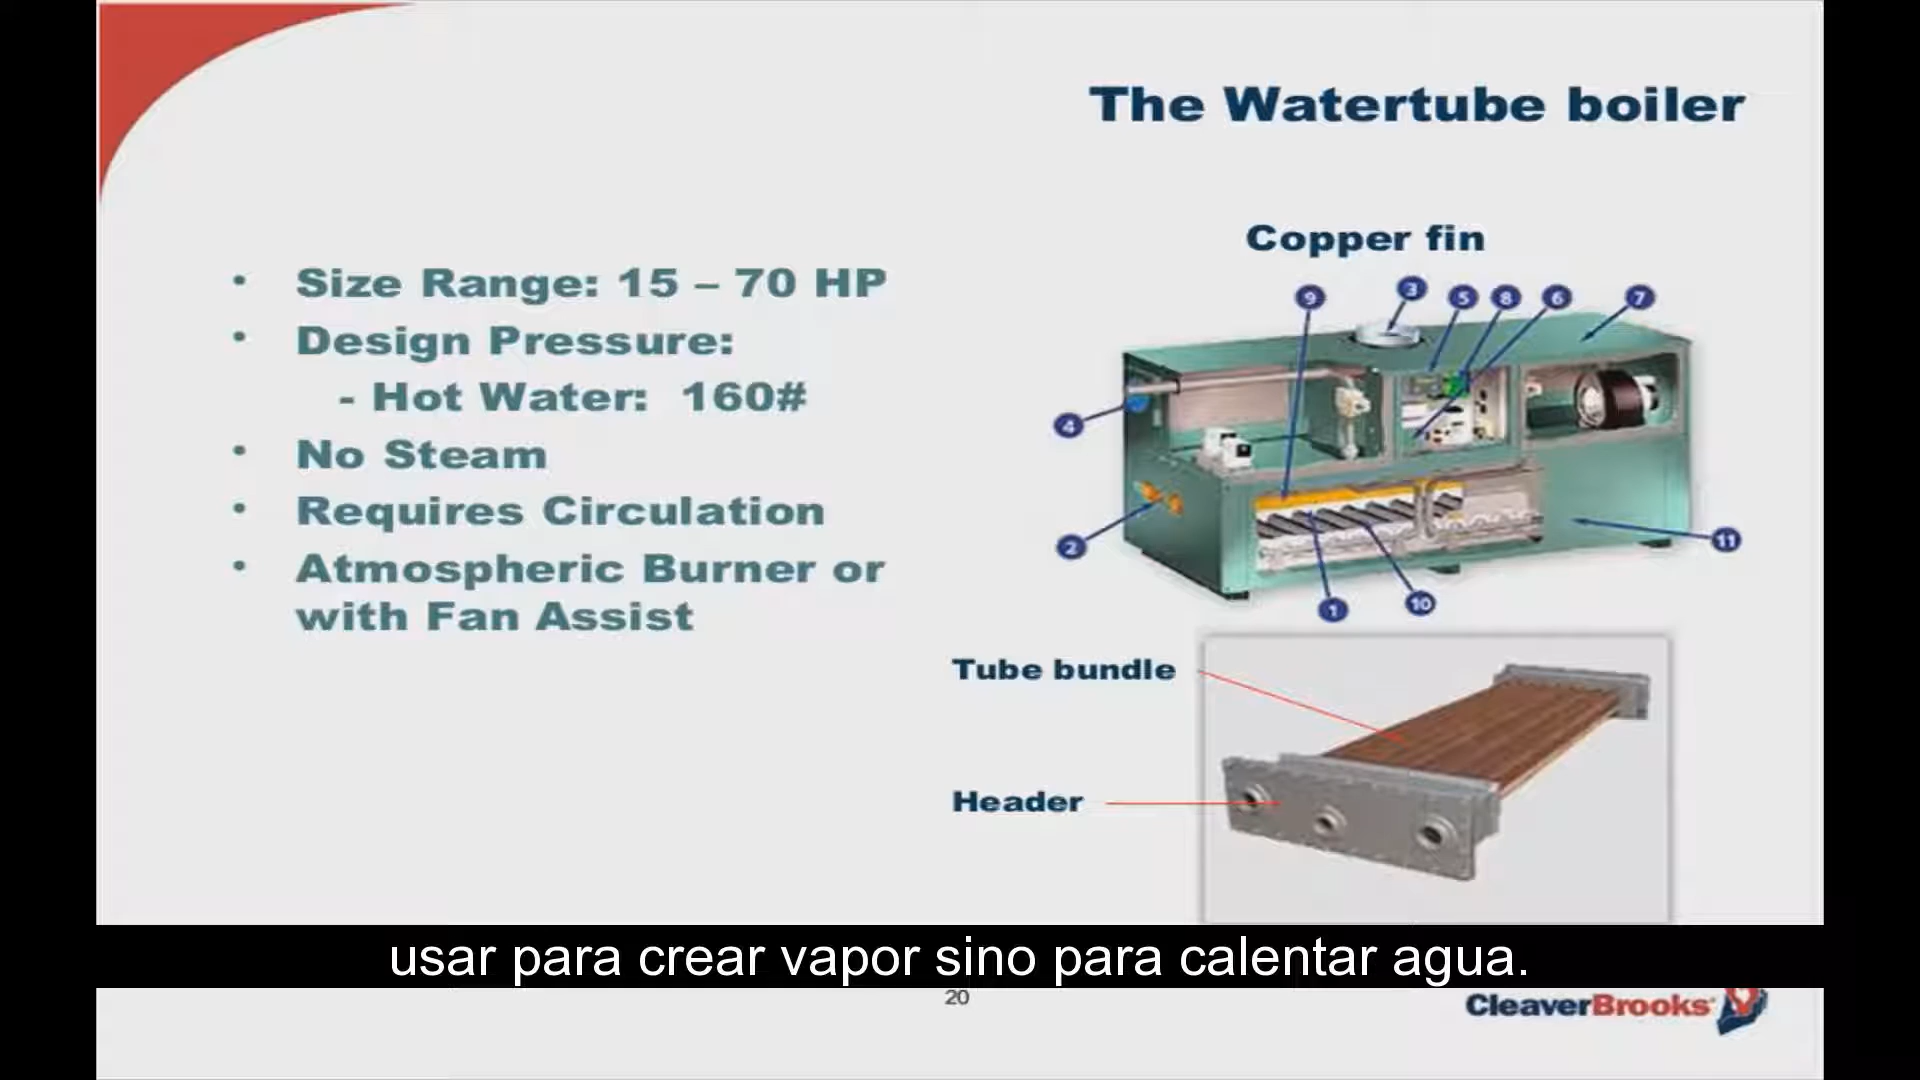 The Watertube boiler
Copper fin
• Size Range: 15 – 70 HP
• Design Pressure:
- Hot Water: 160#
• No Steam
• Requires Circulation
• Atmospheric Burner or
with Fan Assist
9
3
5
8
6
7
4
2
11
1
10
Tube bundle
Header
usar para crear vapor sino para calentar agua.
20
CleaverBrooks